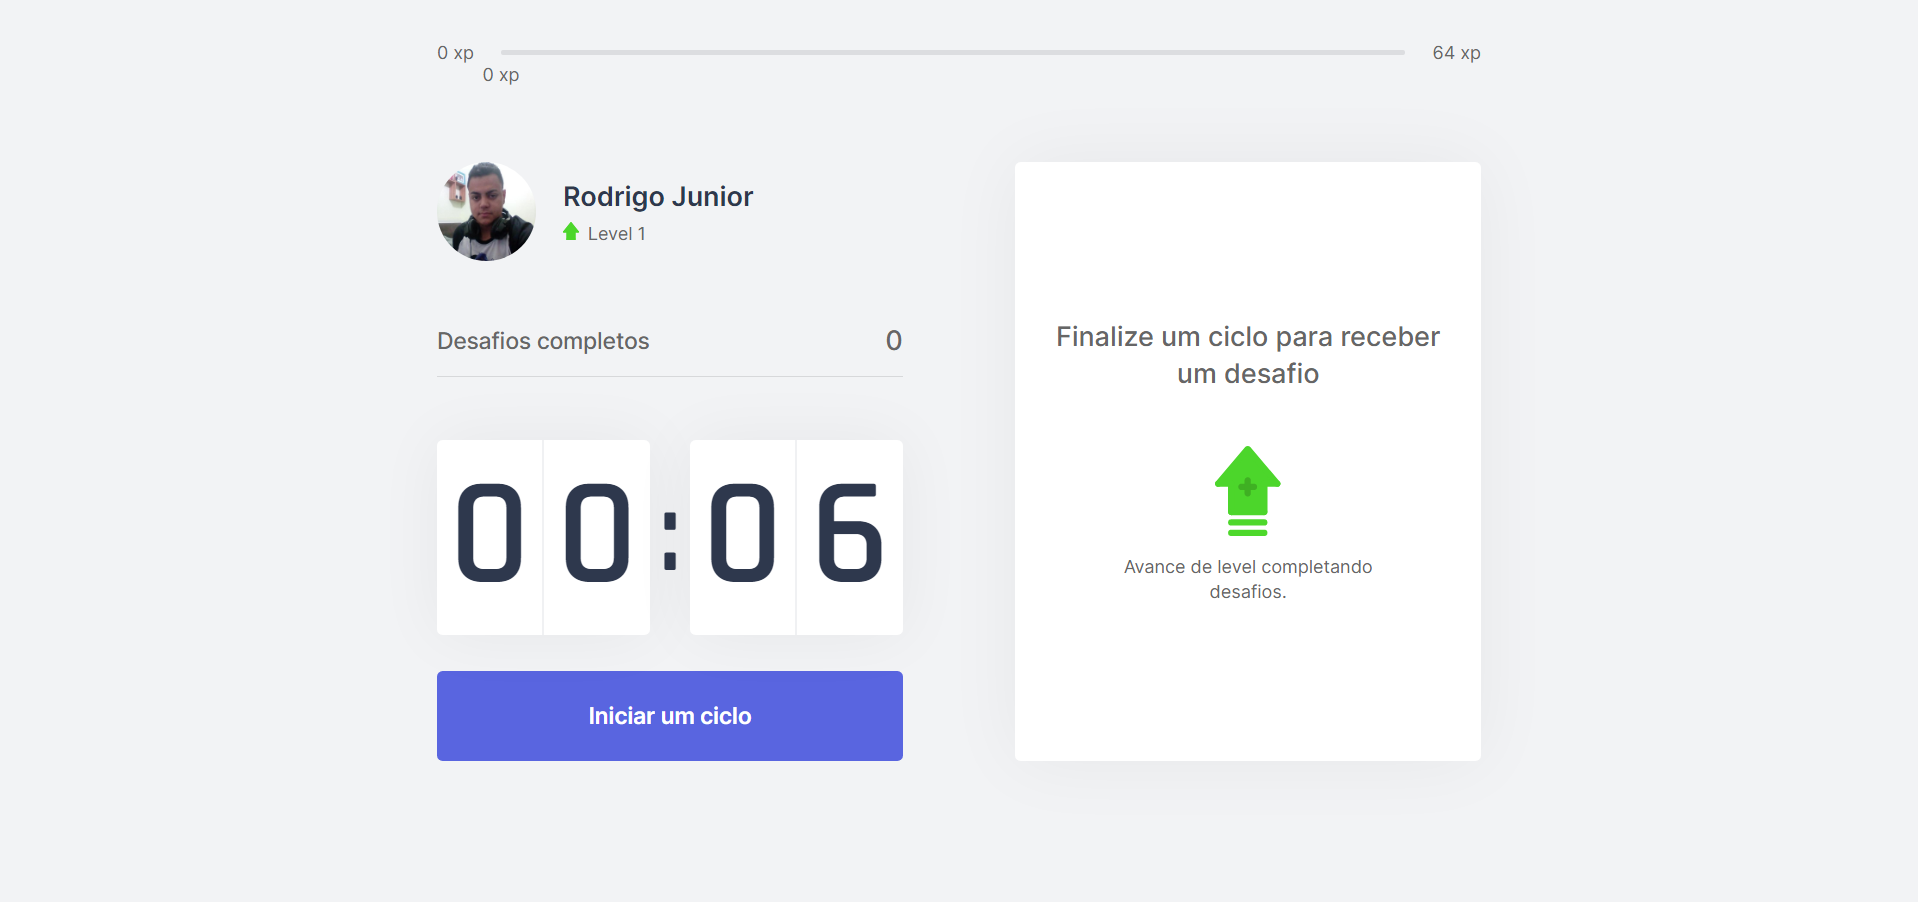 0 xp
64 xp
0 xp
Rodrigo Junior
Level 1
Desafios completos
0
00:06
Iniciar um ciclo
Finalize um ciclo para receber
um desafio
Avance de level completando
desafios.